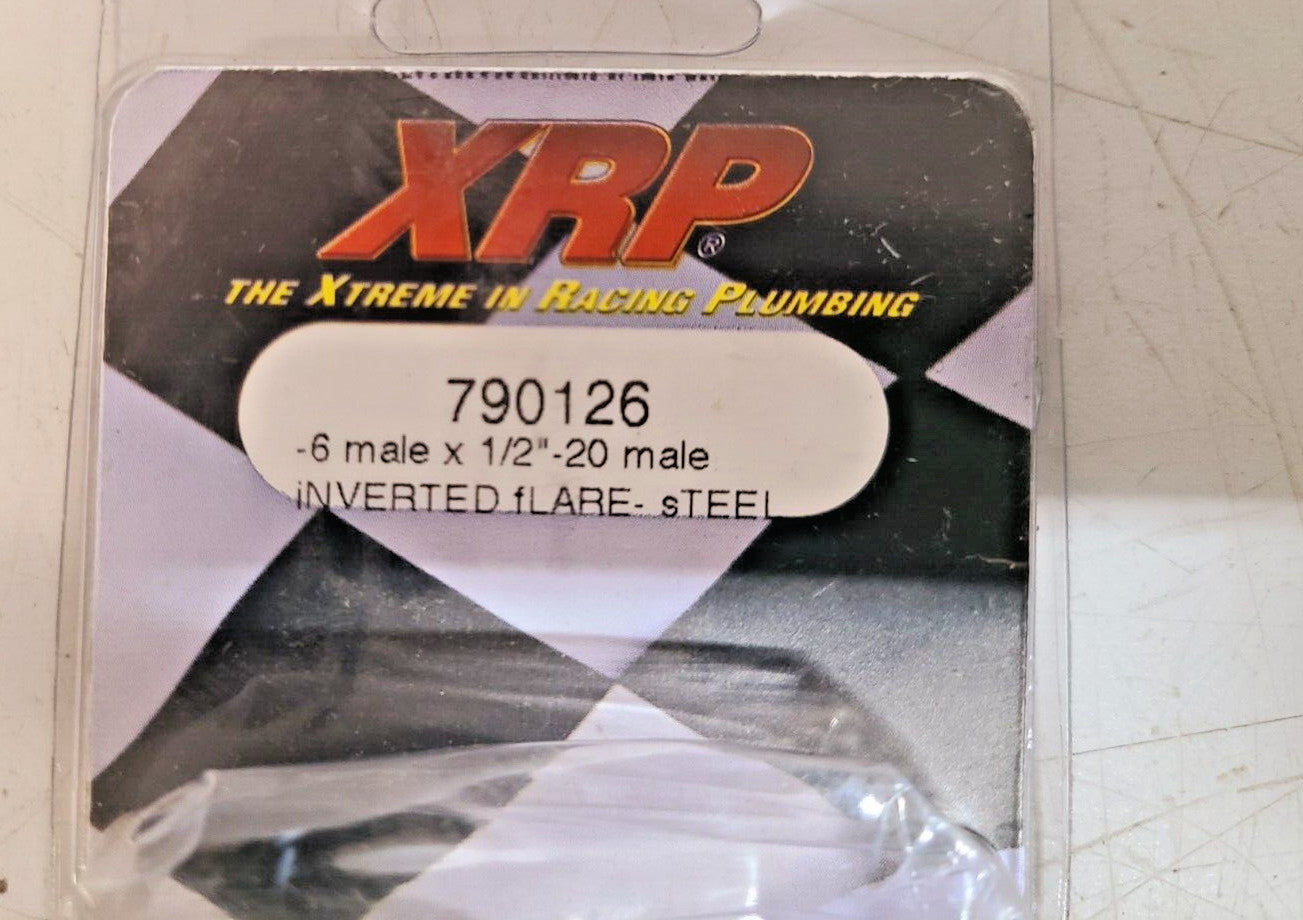 XRP®
THE XTREME IN RACING PLUMBING
790126
-6 male x 1/2"-20 male
iNVERTED fLARE- sTEEL